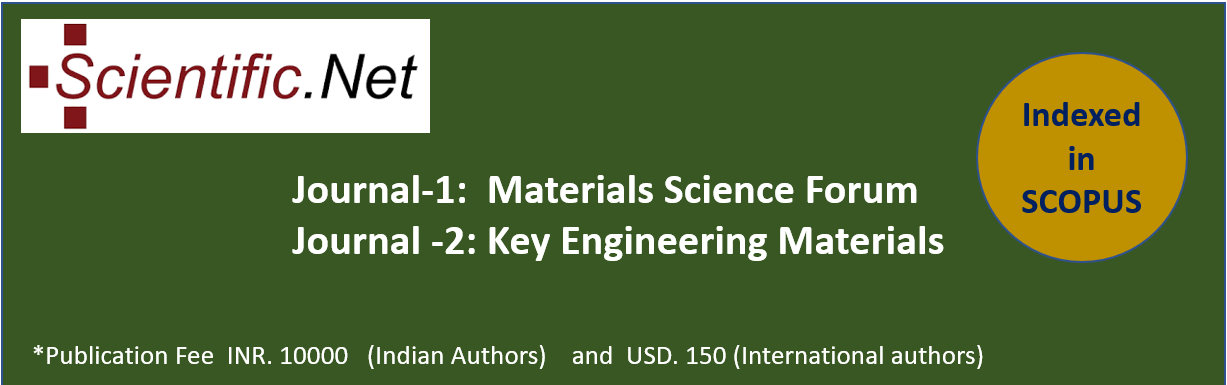 Scientific.Net
Indexed
in
SCOPUS
Journal-1:  Materials Science Forum
Journal -2: Key Engineering Materials
*Publication Fee  INR. 10000   (Indian Authors)    and  USD. 150 (International authors)